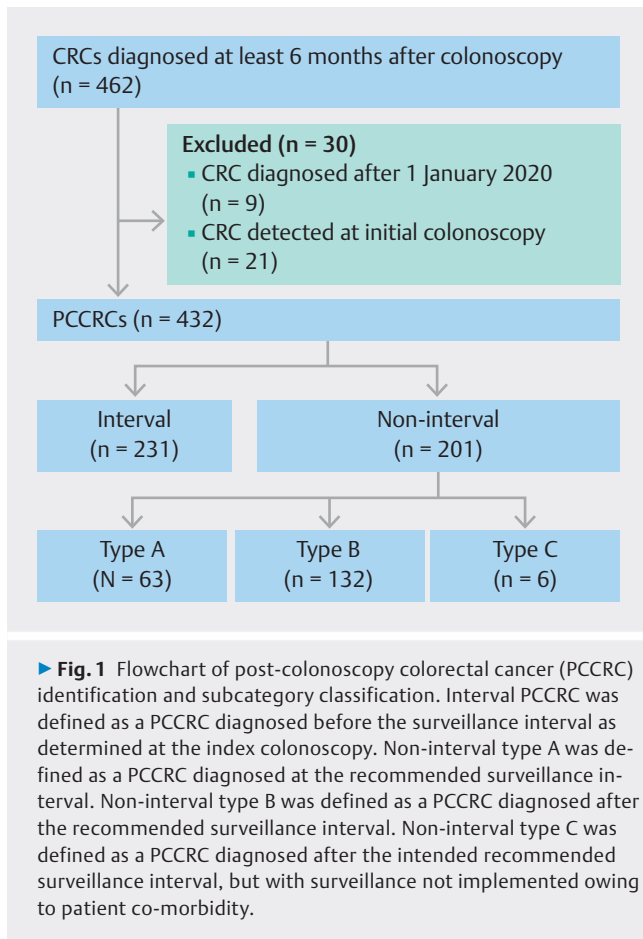 CRCs diagnosed at least 6 months after colonoscopy
(n = 462)
Excluded (n = 30)
▪ CRC diagnosed after 1 January 2020
(n = 9)
▪ CRC detected at initial colonoscopy
(n = 21)
PCCRCs (n = 432)
Interval
(n = 231)
Non-interval
(n = 201)
Type A
(N = 63)
Type B
(n = 132)
Type C
(n = 6)
▶ Fig. 1 Flowchart of post-colonoscopy colorectal cancer (PCCRC)
identification and subcategory classification. Interval PCCRC was
defined as a PCCRC diagnosed before the surveillance interval as
determined at the index colonoscopy. Non-interval type A was de-
fined as a PCCRC diagnosed at the recommended surveillance in-
terval. Non-interval type B was defined as a PCCRC diagnosed after
the recommended surveillance interval. Non-interval type C was
defined as a PCCRC diagnosed after the intended recommended
surveillance interval, but with surveillance not implemented owing
to patient co-morbidity.